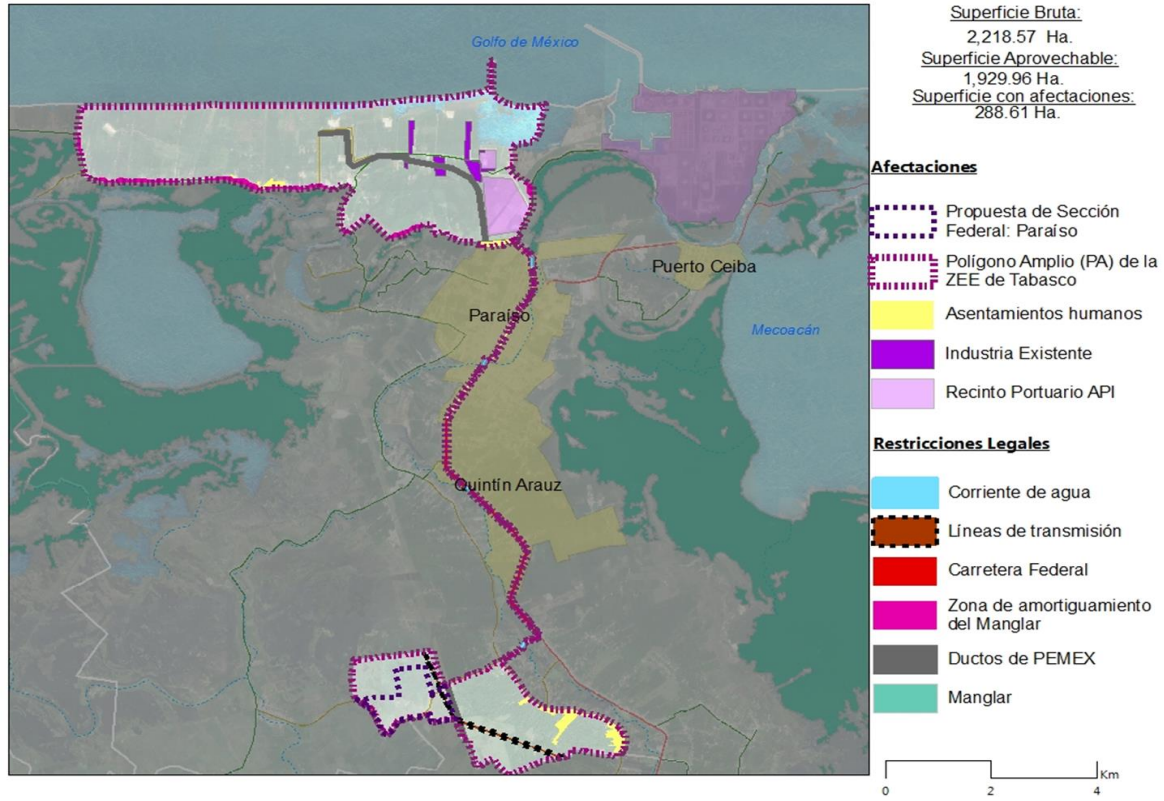 Superficie Bruta:
2,218.57 Ha.
Superficie Aprovechable:
1,929.96 Ha.
Superficie con afectaciones:
288.61 Ha.
Golfo de México
Puerto Ceiba
Paraíso
Mecoacán
Quintín Arauz
Afectaciones
Propuesta de Sección
Federal: Paraíso
Polígono Amplio (PA) de la
ZEE de Tabasco
Asentamientos humanos
Industria Existente
Recinto Portuario API
Restricciones Legales
Corriente de agua
Líneas de transmisión
Carretera Federal
Zona de amortiguamiento
del Manglar
Ductos de PEMEX
Manglar
Km
0 2 4